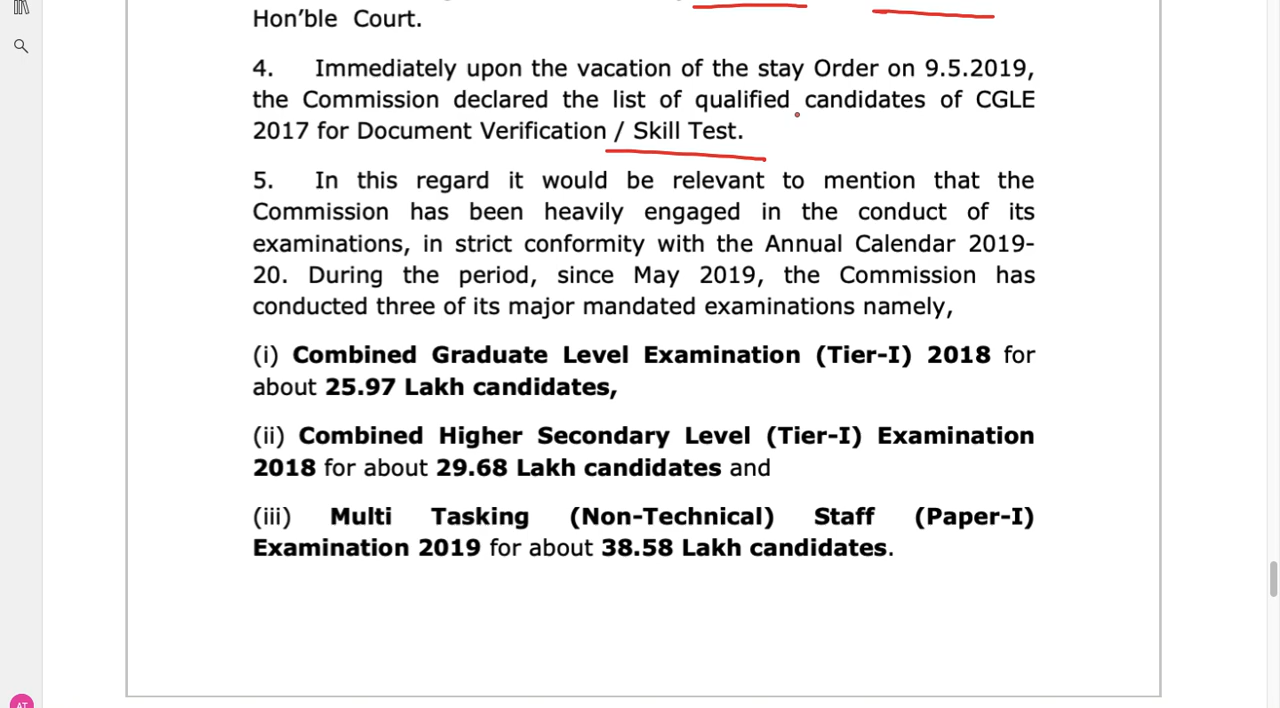 Hon’ble Court.
4. Immediately upon the vacation of the stay Order on 9.5.2019,
the Commission declared the list of qualified candidates of CGLE
2017 for Document Verification / Skill Test.
5. In this regard it would be relevant to mention that the
Commission has been heavily engaged in the conduct of its
examinations, in strict conformity with the Annual Calendar 2019-
20. During the period, since May 2019, the Commission has
conducted three of its major mandated examinations namely,
(i) Combined Graduate Level Examination (Tier-I) 2018 for
about 25.97 Lakh candidates,
(ii) Combined Higher Secondary Level (Tier-I) Examination
2018 for about 29.68 Lakh candidates and
(iii) Multi Tasking (Non-Technical) Staff (Paper-I)
Examination 2019 for about 38.58 Lakh candidates.
AT